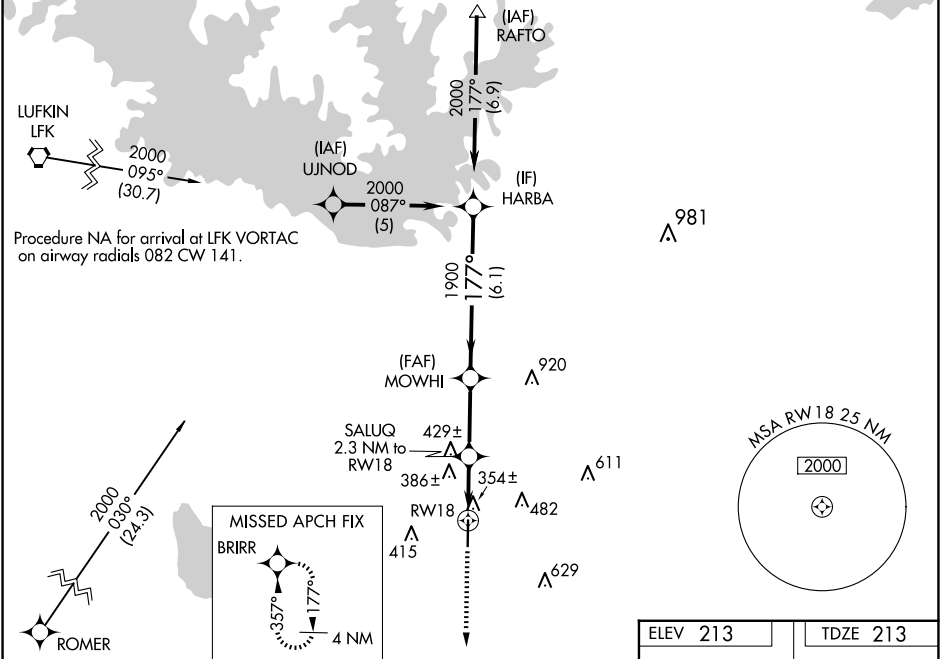 (IAF)
RAFTO
2000
177°
(6.9)
LUFKIN
LFK
2000
095°
(30.7)
(IAF)
UJNOD
2000
087°
(5)
(IF)
HARBA
981
Procedure NA for arrival at LFK VORTAC
on airway radials 082 CW 141.
1900
177°
(6.1)
(FAF)
MOWHI
920
SALUQ
2.3 NM to
RW18
429±
386±
354±
611
482
RW18
415
629
MSA RW18 25 NM
2000
2000
030°
(24.3)
ROMER
MISSED APCH FIX
BRIRR
357°
177°
4 NM
ELEV 213
TDZE 213